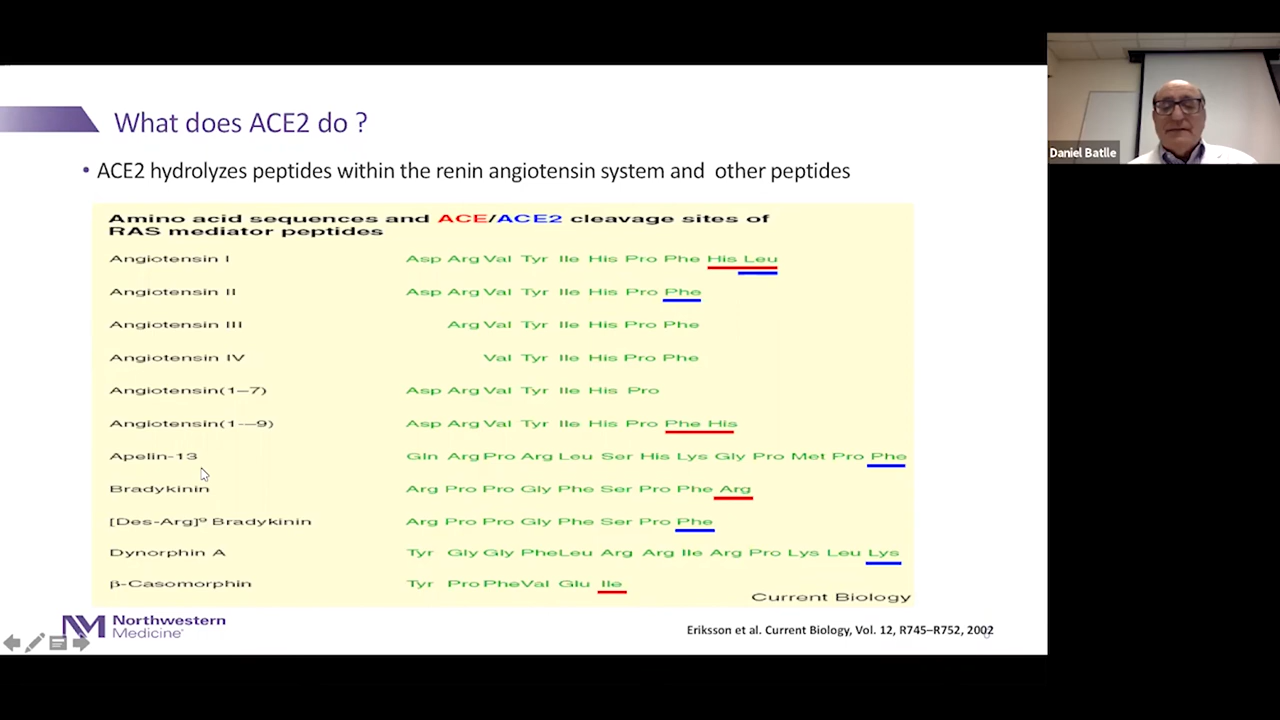 What does ACE2 do ?
• ACE2 hydrolyzes peptides within the renin angiotensin system and other peptides
Amino acid sequences and ACE/ACE2 cleavage sites of
RAS mediator peptides
Angiotensin I Asp Arg Val Tyr Ile His Pro Phe His Leu
Angiotensin II Asp Arg Val Tyr Ile His Pro Phe
Angiotensin III Arg Val Tyr Ile His Pro Phe
Angiotensin IV Val Tyr Ile His Pro Phe
Angiotensin(1–7) Asp Arg Val Tyr Ile His Pro
Angiotensin(1-–9) Asp Arg Val Tyr Ile His Pro Phe His
Apelin-13 Gln Arg Pro Arg Leu Ser His Lys Gly Pro Met Pro Phe
Bradykinin Arg Pro Pro Gly Phe Ser Pro Phe Arg
[Des-Arg]⁹ Bradykinin Arg Pro Pro Gly Phe Ser Pro Phe
Dynorphin A Tyr Gly Gly PheLeu Arg Arg Ile Arg Pro Lys Leu Lys
β-Casomorphin Tyr Pro PheVal Glu Ile
Current Biology
Northwestern
Medicine
Eriksson et al. Current Biology, Vol. 12, R745–R752, 2002
Daniel Batlle